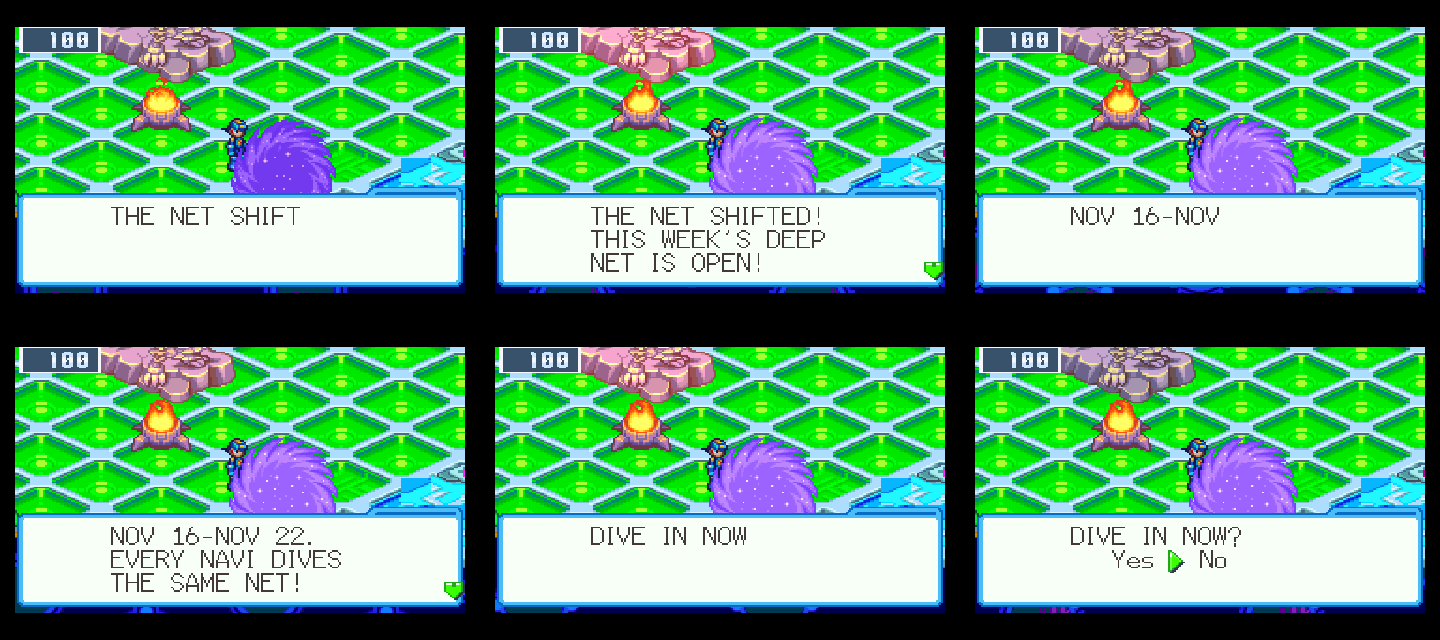 100
THE NET SHIFT
100
THE NET SHIFTED!
THIS WEEK'S DEEP
NET IS OPEN!
100
NOV 16-NOV
100
NOV 16-NOV 22.
EVERY NAVI DIVES
THE SAME NET!
100
DIVE IN NOW
100
DIVE IN NOW?
Yes No